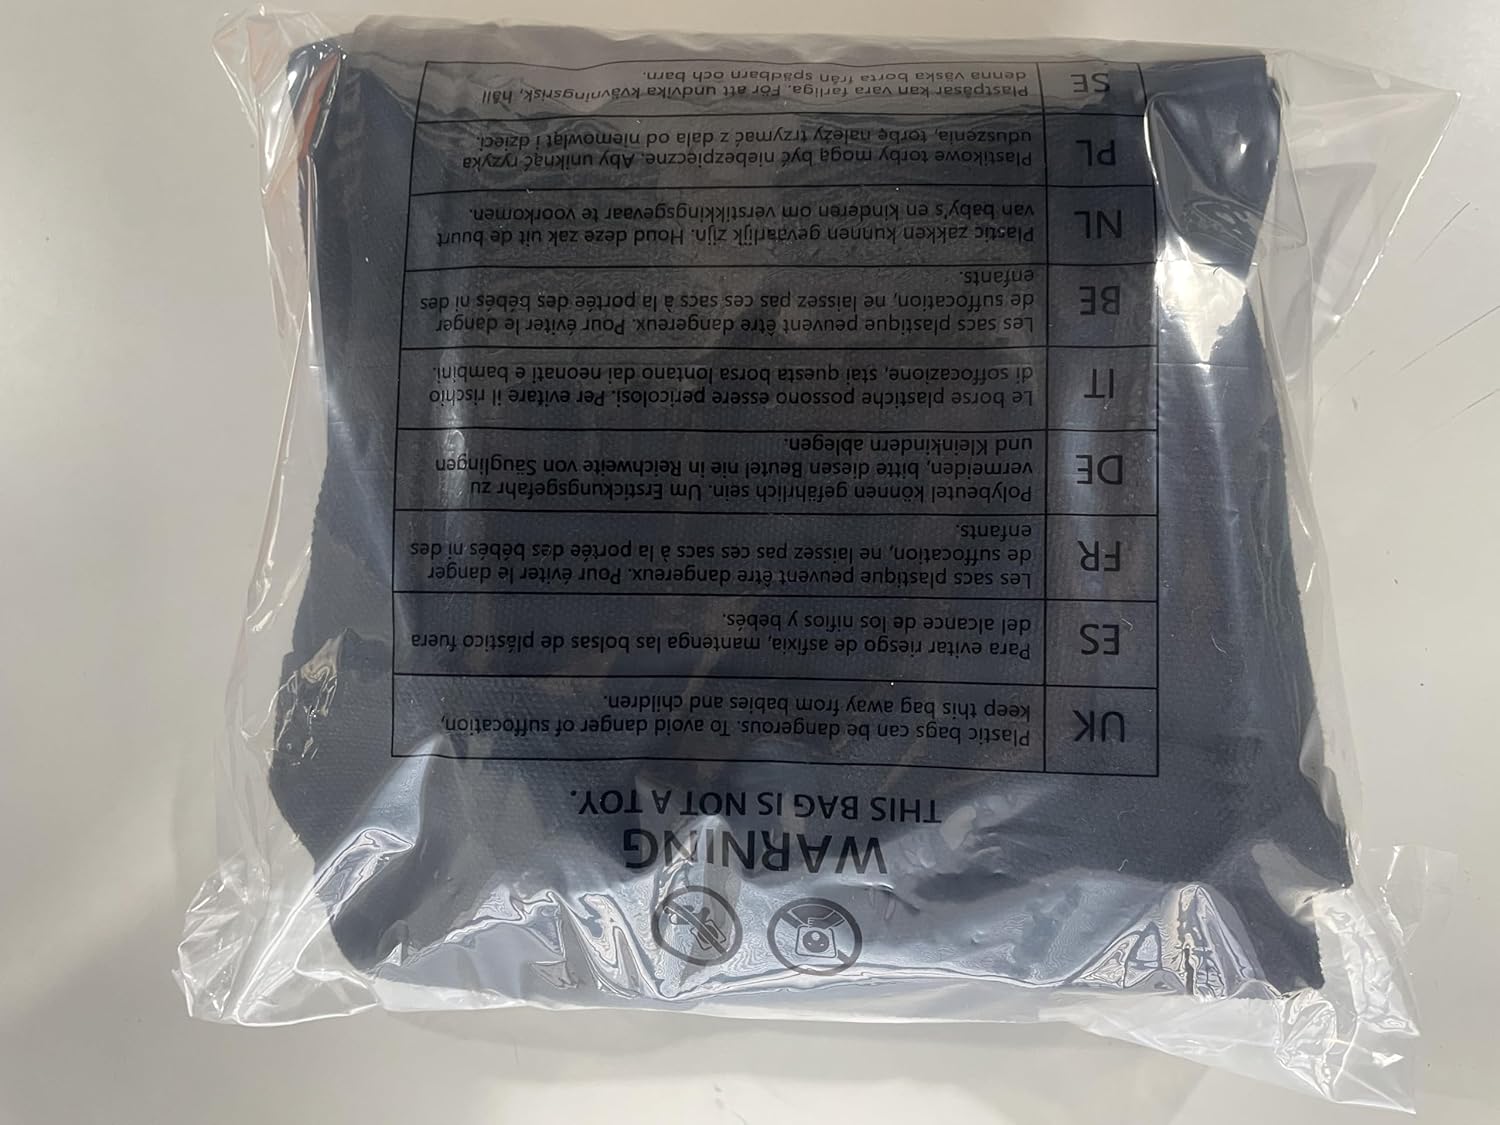 WARNING
THIS BAG IS NOT A TOY.
UK
Plastic bags can be dangerous. To avoid danger of suffocation,
keep this bag away from babies and children.
ES
Para evitar riesgo de asfixia, mantenga las bolsas de plástico fuera
del alcance de los niños y bebés.
FR
Les sacs plastique peuvent être dangereux. Pour éviter le danger
de suffocation, ne laissez pas ces sacs à la portée des bébés ni des
enfants.
DE
Polybeutel können gefährlich sein. Um Erstickungsgefahr zu
vermeiden, bitte diesen Beutel nie in Reichweite von Säuglingen
und Kleinkindern ablegen.
IT
Le borse plastiche possono essere pericolosi. Per evitare il rischio
di soffocazione, stai questa borsa lontano dai neonati e bambini.
BE
Les sacs plastique peuvent être dangereux. Pour éviter le danger
de suffocation, ne laissez pas ces sacs à la portée des bébés ni des
enfants.
NL
Plastic zakken kunnen gevaarlijk zijn. Houd deze zak uit de buurt
van baby's en kinderen om verstikkingsgevaar te voorkomen.
PL
Plastikowe torby mogą być niebezpieczne. Aby uniknąć ryzyka
uduszenia, torbę należy trzymać z dala od niemowląt i dzieci.
SE
Plastpåsar kan vara farliga. För att undvika kvävningsrisk, håll
denna väska borta från spädbarn och barn.